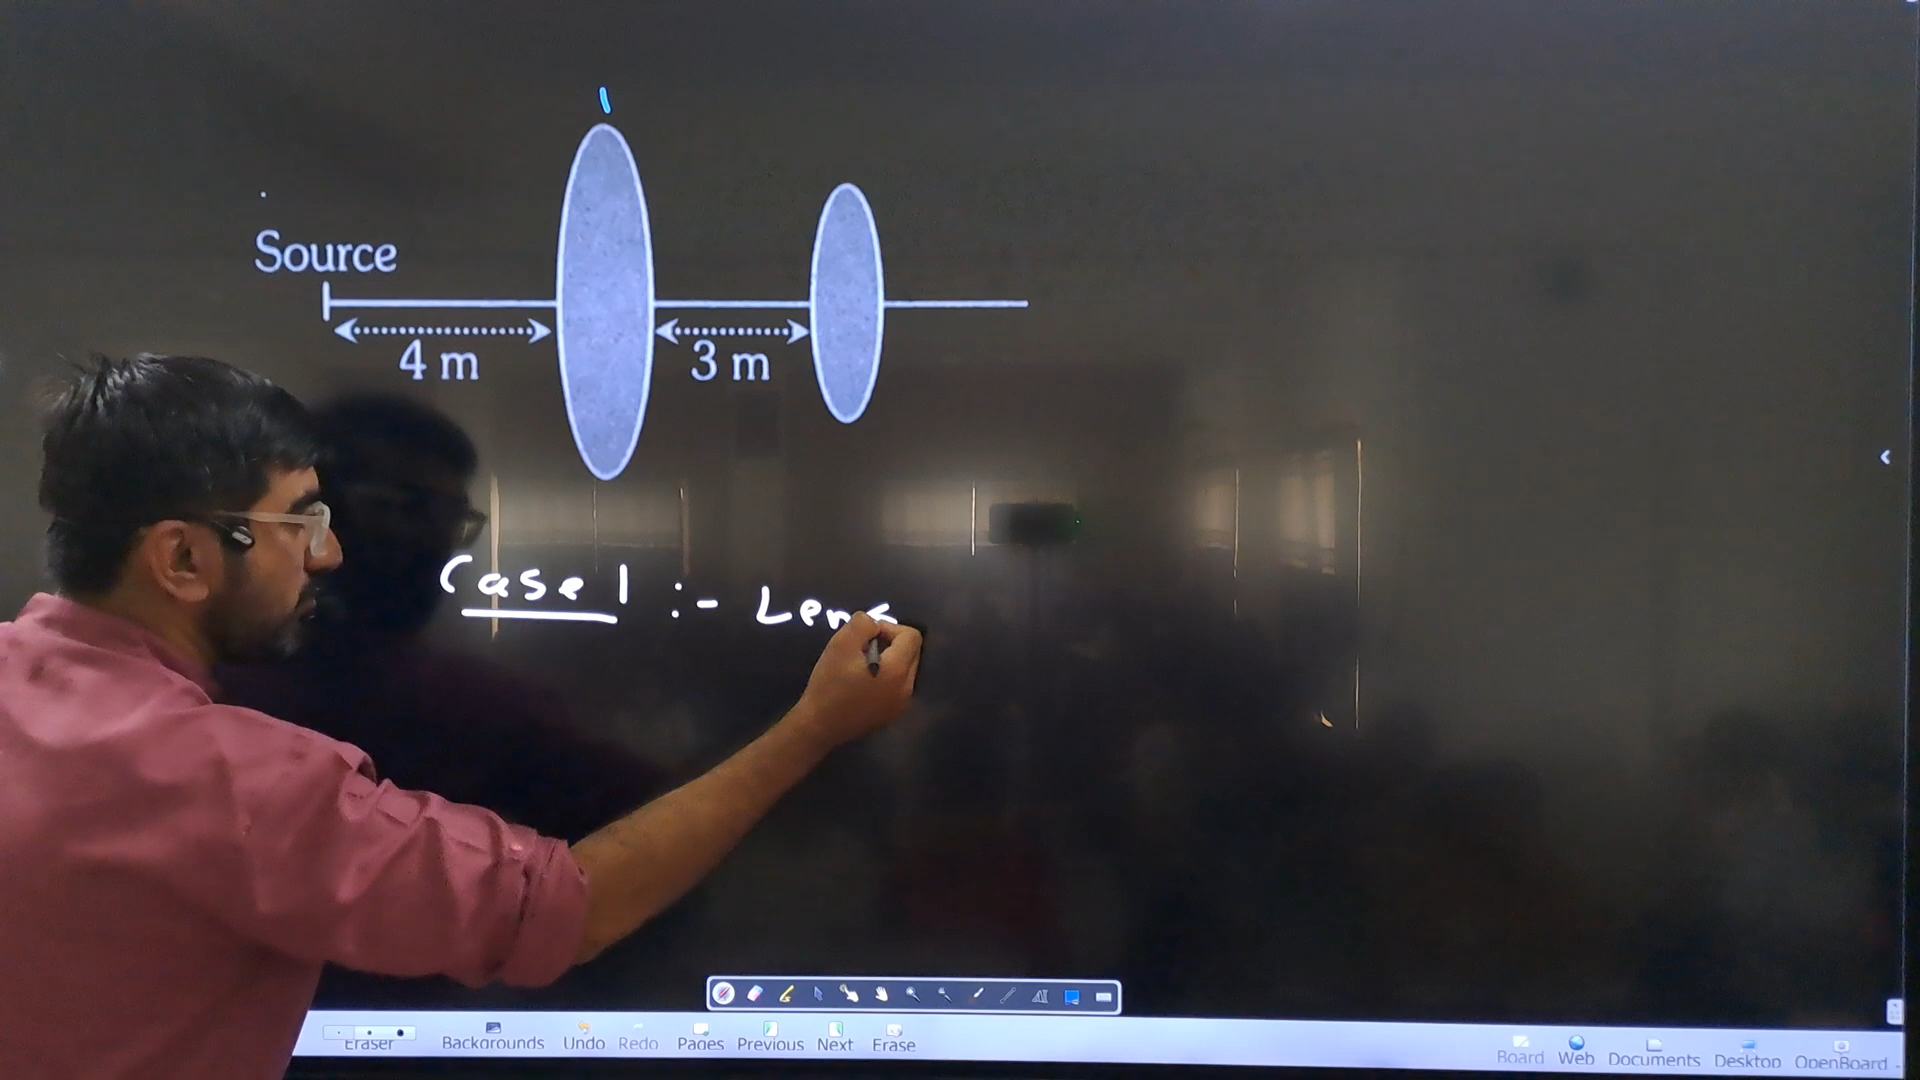 Source
4 m
3 m
Case 1 :- Lens
Eraser
Backgrounds Undo Redo Pages Previous Next Erase
Board Web Documents Desktop OpenBoard